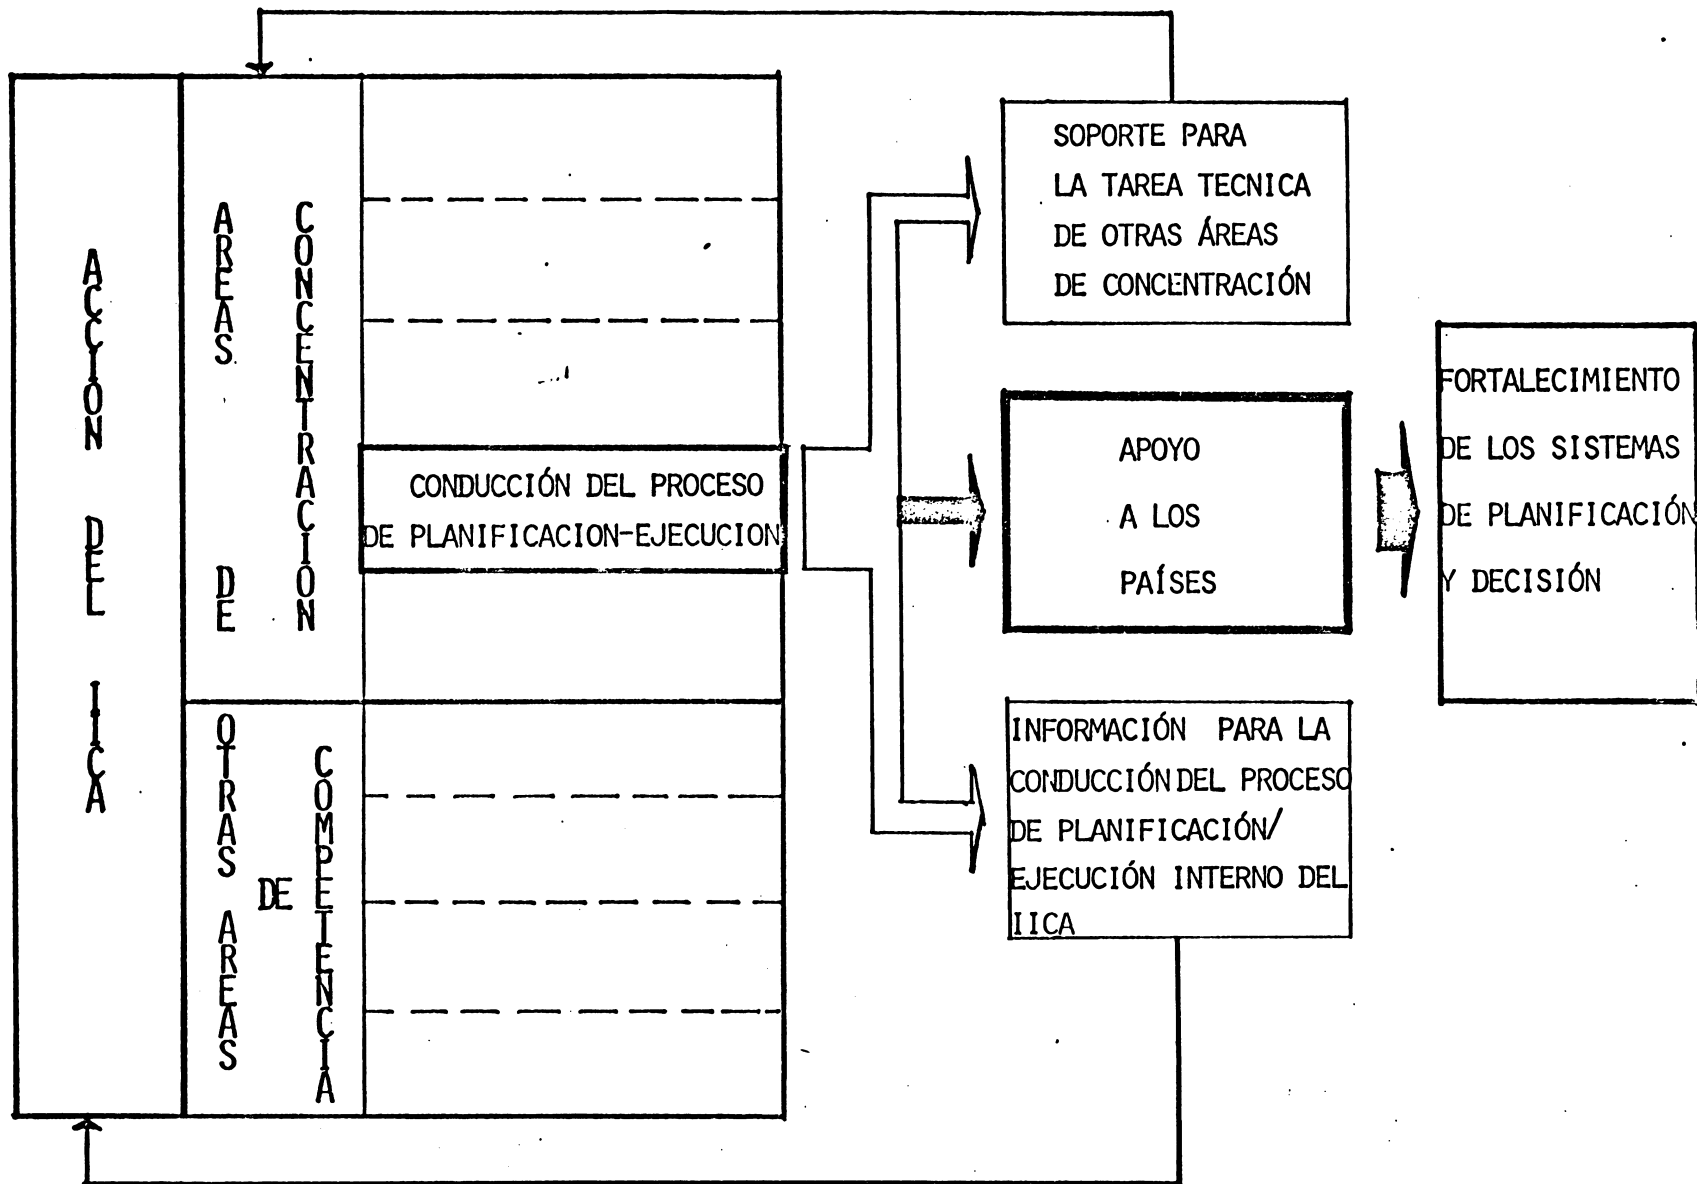 ACCIÓN DEL IICA
AREAS DE
CONCENTRACIÓN
OTRAS AREAS
DE
COMPETENCIA
CONDUCCIÓN DEL PROCESO
DE PLANIFICACION-EJECUCION
SOPORTE PARA
LA TAREA TECNICA
DE OTRAS ÁREAS
DE CONCENTRACIÓN
APOYO
A LOS
PAÍSES
INFORMACIÓN PARA LA
CONDUCCIÓN DEL PROCESO
DE PLANIFICACIÓN/
EJECUCIÓN INTERNO DEL
IICA
FORTALECIMIENTO
DE LOS SISTEMAS
DE PLANIFICACIÓN
Y DECISIÓN